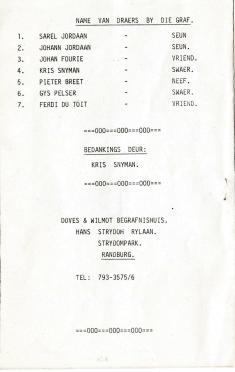 NAME VAN DRAERS BY DIE GRAF.
1. SAREL JORDAAN - SEUN
2. JOHANN JORDAAN - SEUN.
3. JOHAN FOURIE - VRIEND.
4. KRIS SNYMAN - SWAER.
5. PIETER BREET - NEEF.
6. GYS PELSER - SWAER.
7. FERDI DU TOIT - VRIEND.
===OOO===OOO===OOO===
BEDANKINGS DEUR:
KRIS SNYMAN.
===OOO===OOO===OOO===
DOVES & WILMOT BEGRAFNISHUIS,
HANS STRYDOM RYLAAN.
STRYDOMPARK.
RANDBURG.
TEL: 793-3575/6
===OOO===OOO===OOO===